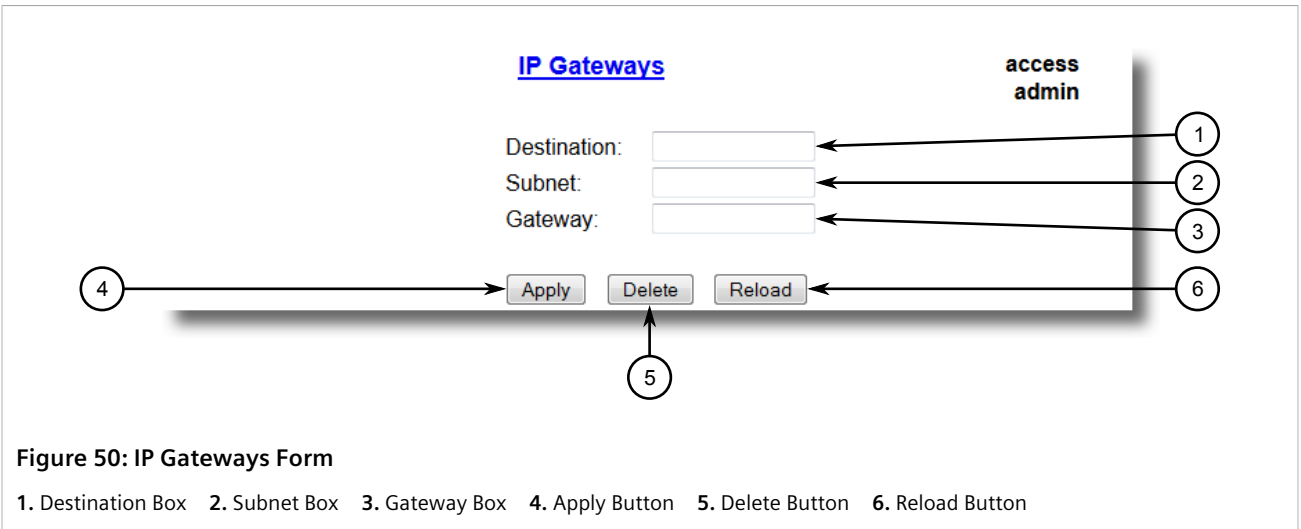 IP Gateways
access
admin
Destination:
1
Subnet:
2
Gateway:
3
4
Apply
Delete
Reload
6
5
Figure 50: IP Gateways Form
1. Destination Box 2. Subnet Box 3. Gateway Box 4. Apply Button 5. Delete Button 6. Reload Button